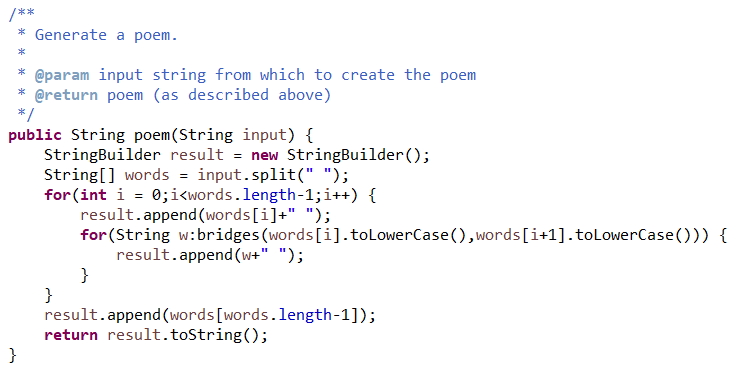 /**
 * Generate a poem.
 *
 * @param input string from which to create the poem
 * @return poem (as described above)
 */
public String poem(String input) {
    StringBuilder result = new StringBuilder();
    String[] words = input.split(" ");
    for(int i = 0;i<words.length-1;i++) {
        result.append(words[i]+" ");
        for(String w:bridges(words[i].toLowerCase(),words[i+1].toLowerCase())) {
            result.append(w+" ");
        }
    }
    result.append(words[words.length-1]);
    return result.toString();
}